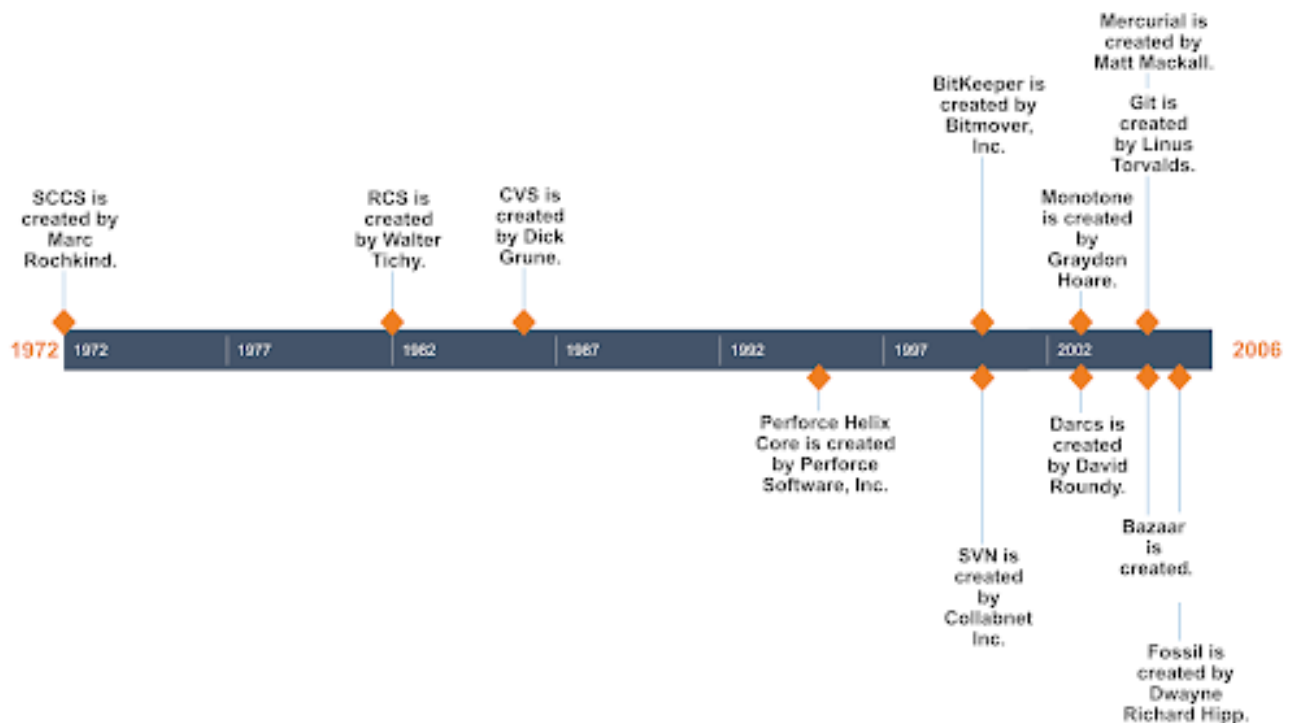 Mercurial is
created by
Matt Mackall.
BitKeeper is
created by
Bitmover,
Inc.
Git is
created
by Linus
Torvalds.
SCCS is
created by
Marc
Rochkind.
RCS is
created
by Walter
Tichy.
CVS is
created
by Dick
Grune.
Monotone
is created
by
Graydon
Hoare.
1972
1972
1977
1982
1987
1992
1997
2002
2006
Perforce Helix
Core is created
by Perforce
Software, Inc.
Darcs is
created
by David
Roundy.
SVN is
created
by
Collabnet
Inc.
Bazaar
is
created.
Fossil is
created by
Dwayne
Richard Hipp.